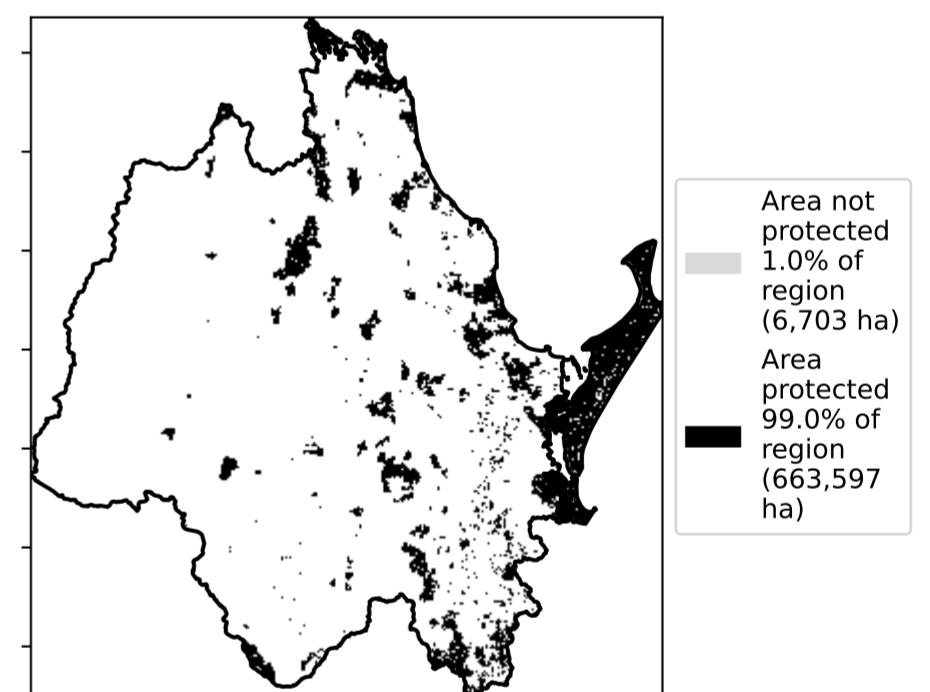 Area not
protected
1.0% of
region
(6,703 ha)
Area
protected
99.0% of
region
(663,597
ha)